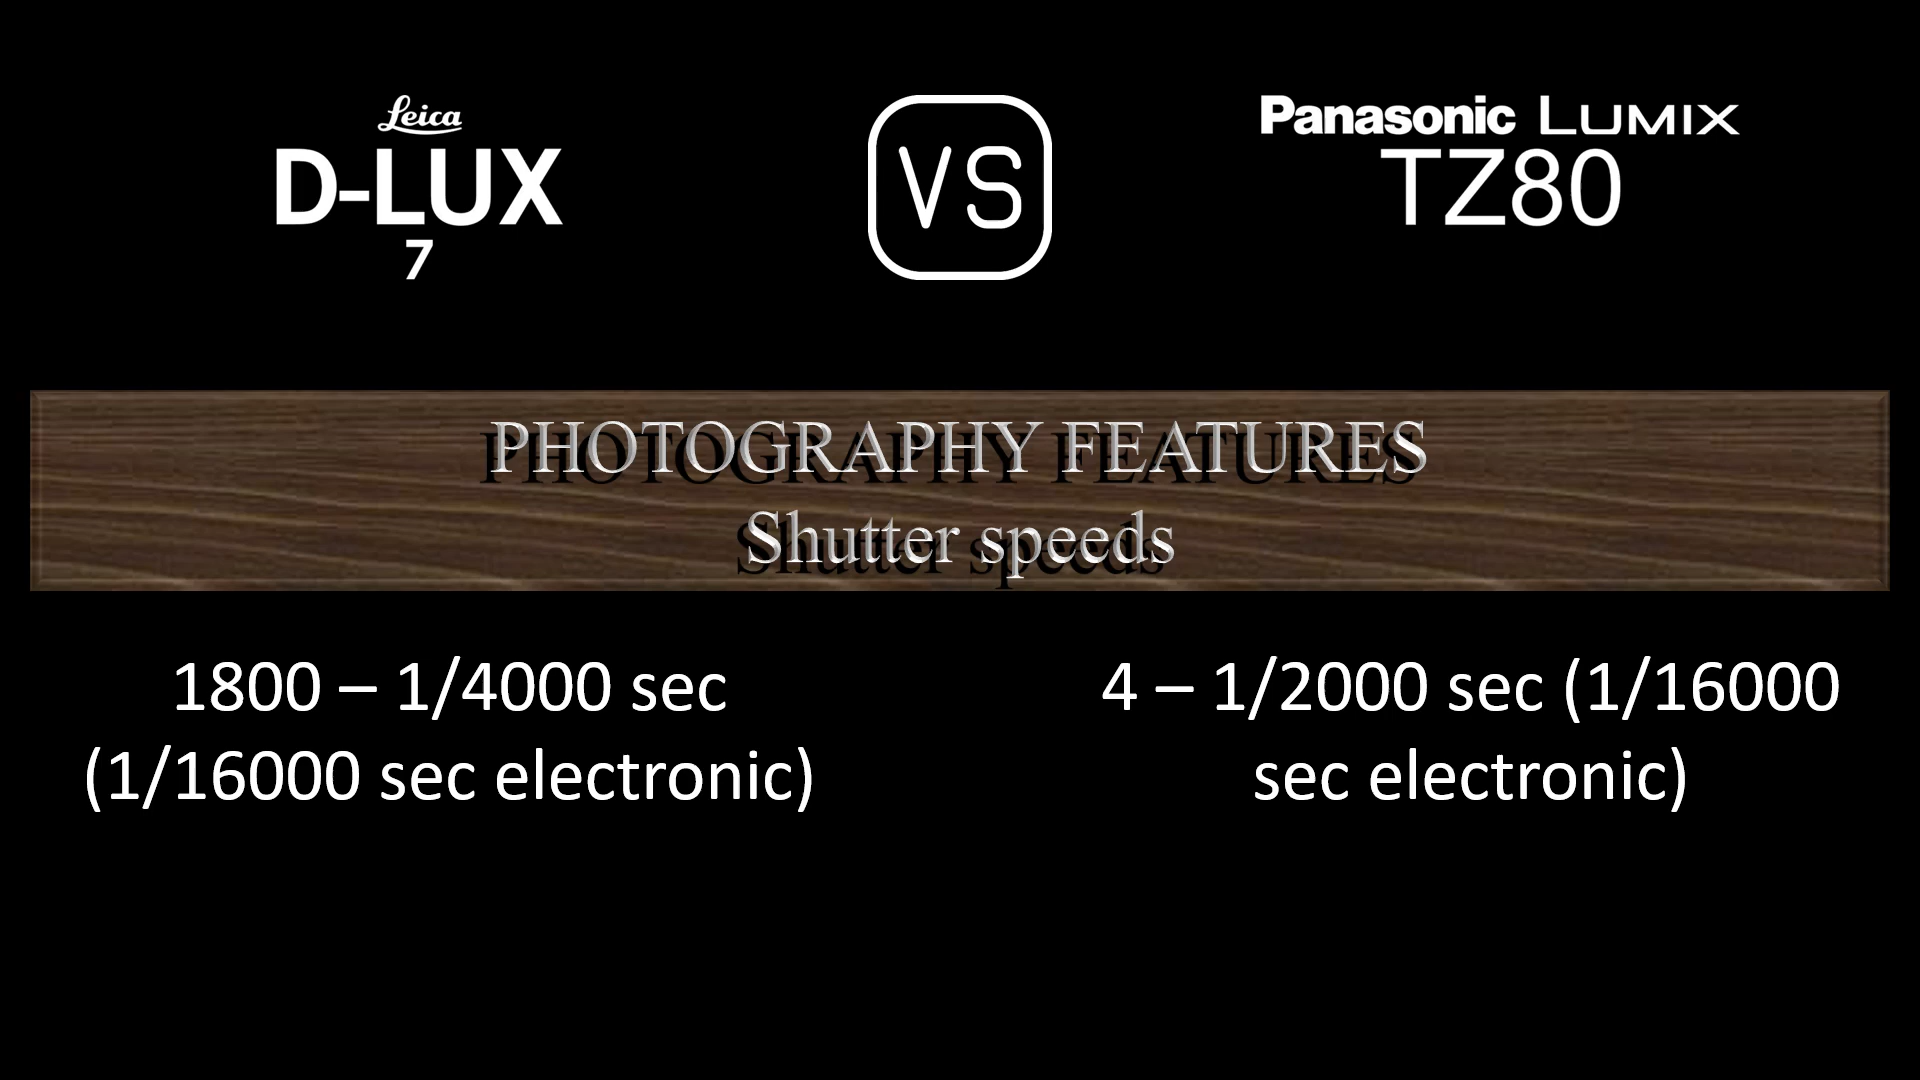 Leica
D-LUX
7
VS
Panasonic LUMIX
TZ80
PHOTOGRAPHY FEATURES
Shutter speeds
1800 – 1/4000 sec
(1/16000 sec electronic)
4 – 1/2000 sec (1/16000
sec electronic)